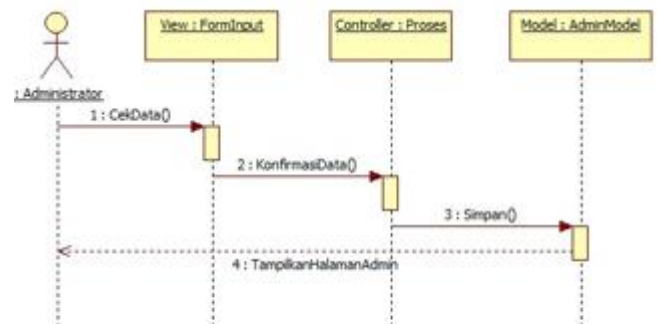 View : FormInput
Controller : Proses
Model : AdminModel
: Administrator
1 : CekData()
2 : KonfirmasiData()
3 : Simpan()
4 : TampilkanHalamanAdmin